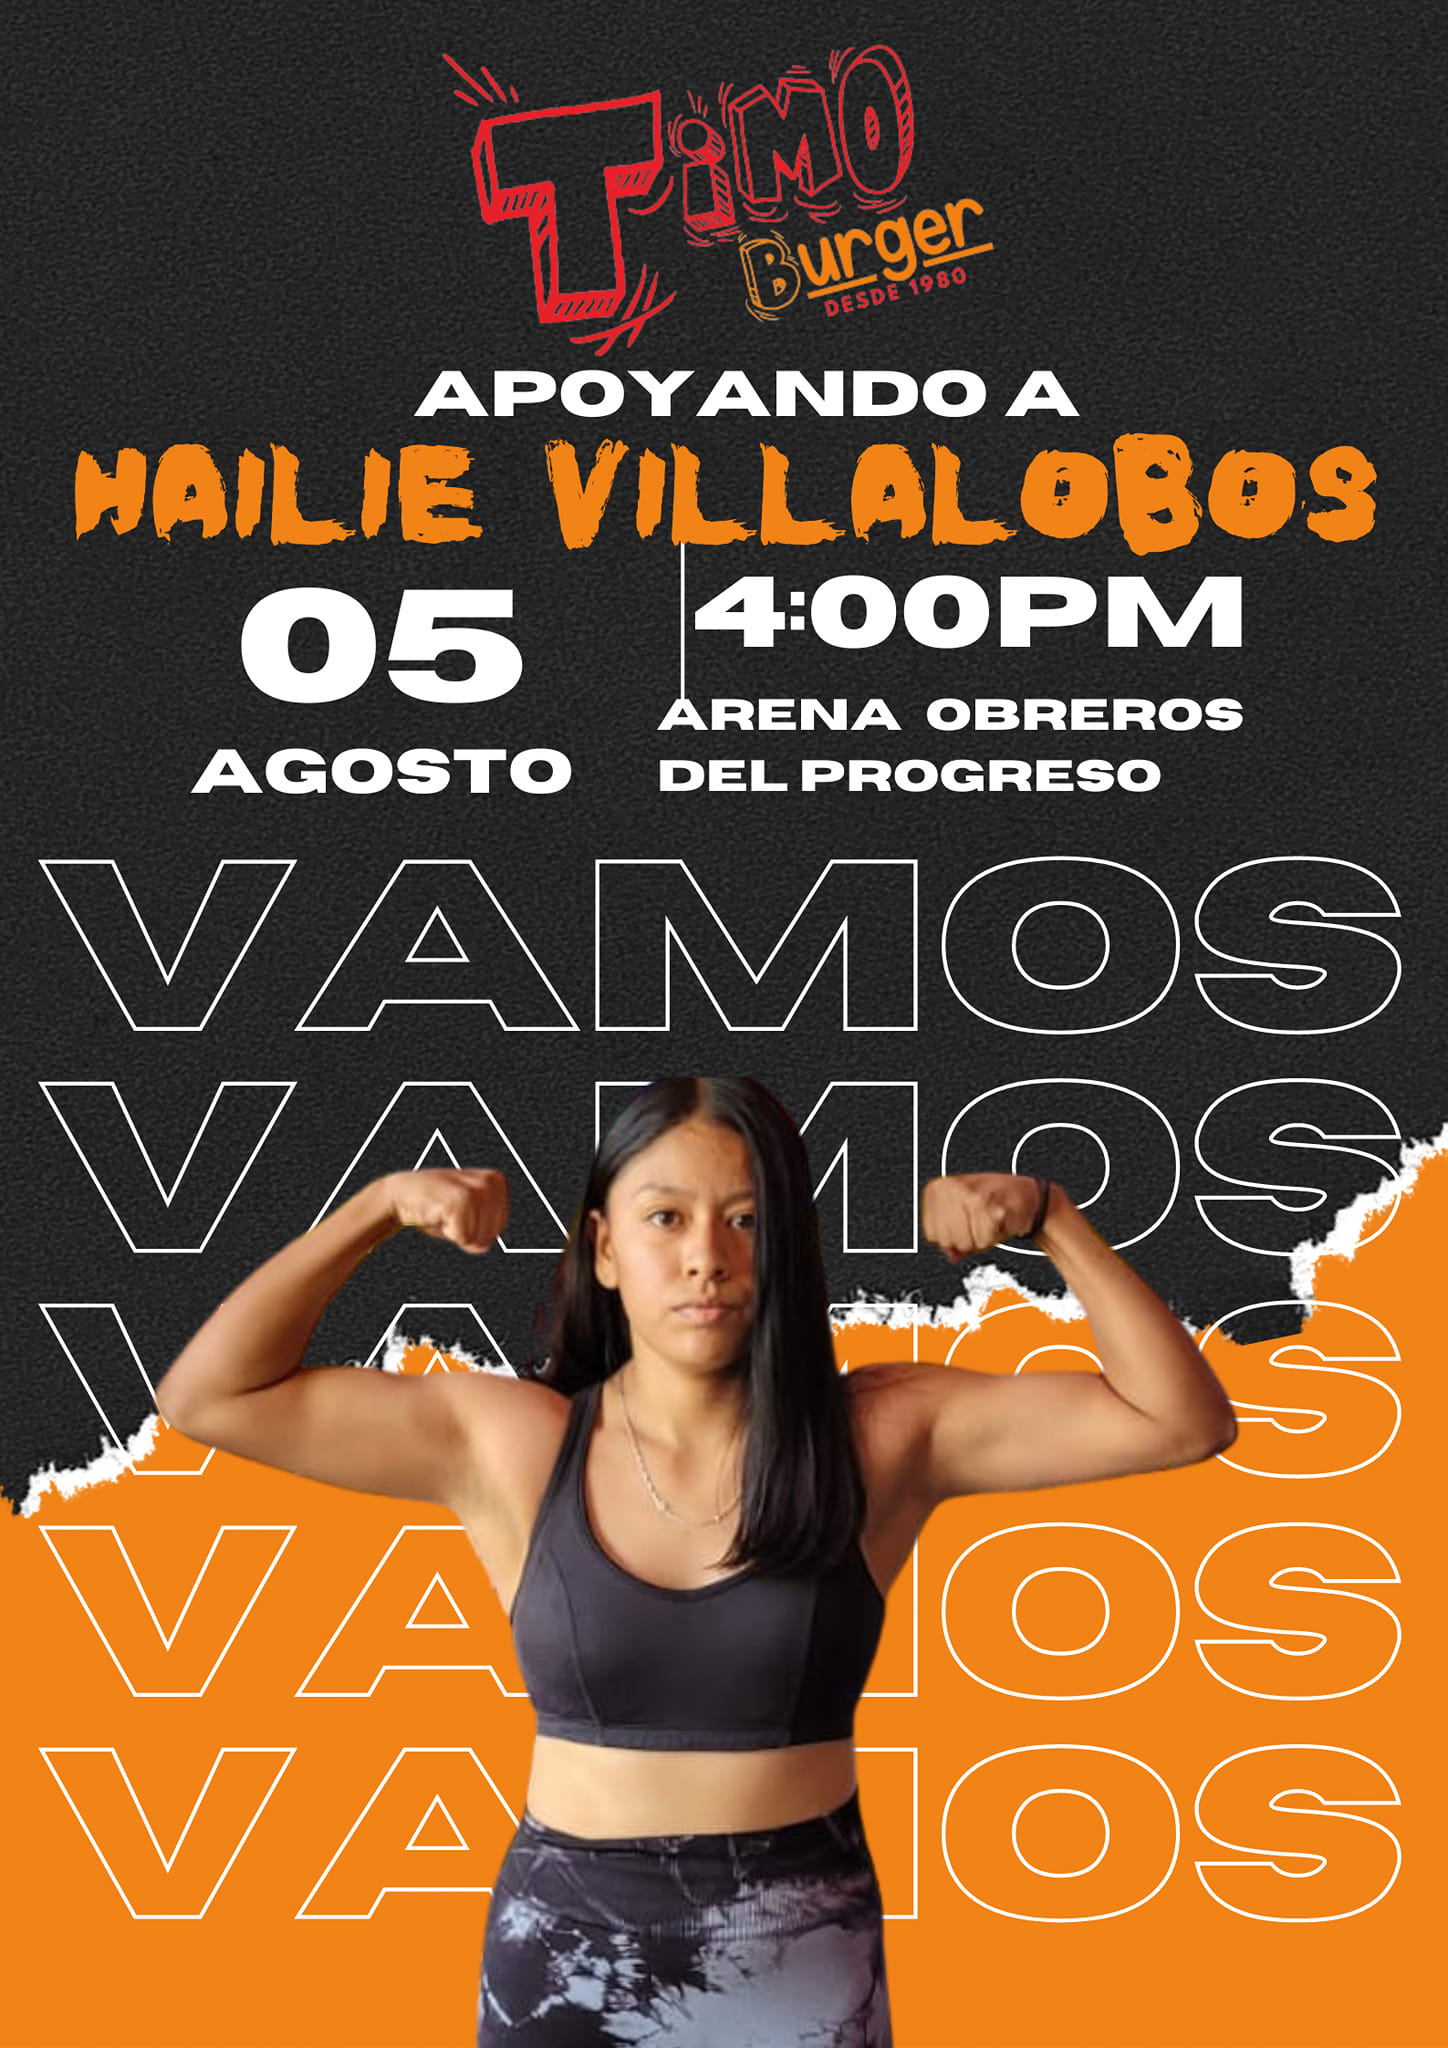 TiMO
Burger
DESDE 1980
APOYANDO A
HAILIE VILLALOBOS
05
AGOSTO
4:00PM
ARENA OBREROS
DEL PROGRESO
VAMOS
VAMOS
VAMOS
VAMOS
VAMOS